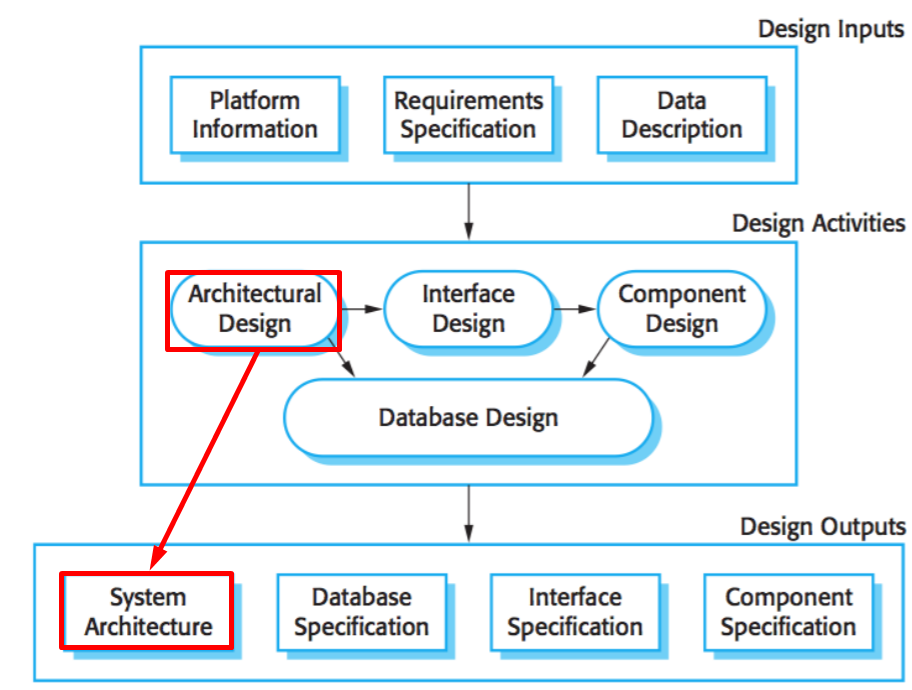 Design Inputs
Platform
Information
Requirements
Specification
Data
Description
Design Activities
Architectural
Design
Interface
Design
Component
Design
Database Design
Design Outputs
System
Architecture
Database
Specification
Interface
Specification
Component
Specification